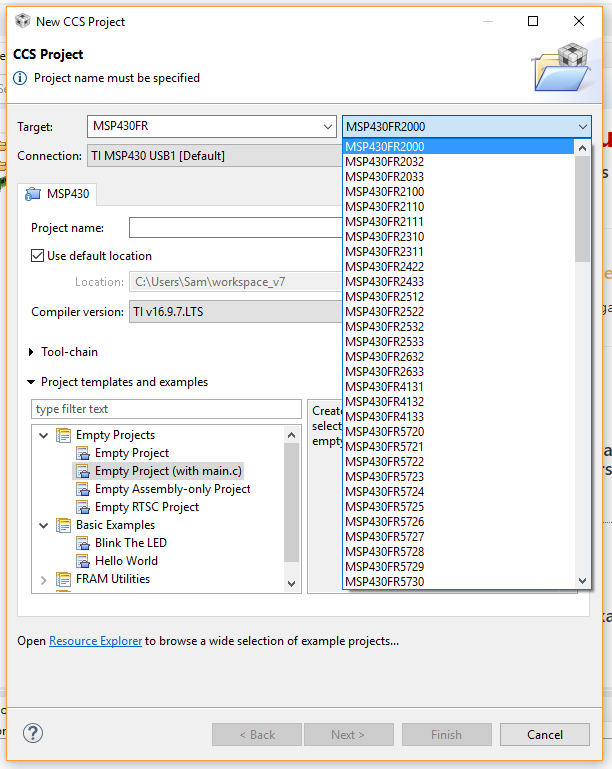 New CCS Project
CCS Project
Project name must be specified
Target: MSP430FR MSP430FR2000
Connection: TI MSP430 USB1 [Default]
MSP430FR2000
MSP430FR2032
MSP430FR2033
MSP430FR2100
MSP430FR2110
MSP430FR2111
MSP430FR2310
MSP430FR2311
MSP430FR2422
MSP430FR2433
MSP430FR2512
MSP430FR2522
MSP430FR2532
MSP430FR2533
MSP430FR2632
MSP430FR2633
MSP430FR4131
MSP430FR4132
MSP430FR4133
MSP430FR5720
MSP430FR5721
MSP430FR5722
MSP430FR5723
MSP430FR5724
MSP430FR5725
MSP430FR5726
MSP430FR5727
MSP430FR5728
MSP430FR5729
MSP430FR5730
MSP430
Project name:
Use default location
Location: C:\Users\Sam\workspace_v7
Compiler version: TI v16.9.7.LTS
Tool-chain
Project templates and examples
type filter text
Empty Projects
Empty Project
Empty Project (with main.c)
Empty Assembly-only Project
Empty RTSC Project
Basic Examples
Blink The LED
Hello World
FRAM Utilities
Create
selec
empty
Open Resource Explorer to browse a wide selection of example projects...
?
< Back Next > Finish Cancel